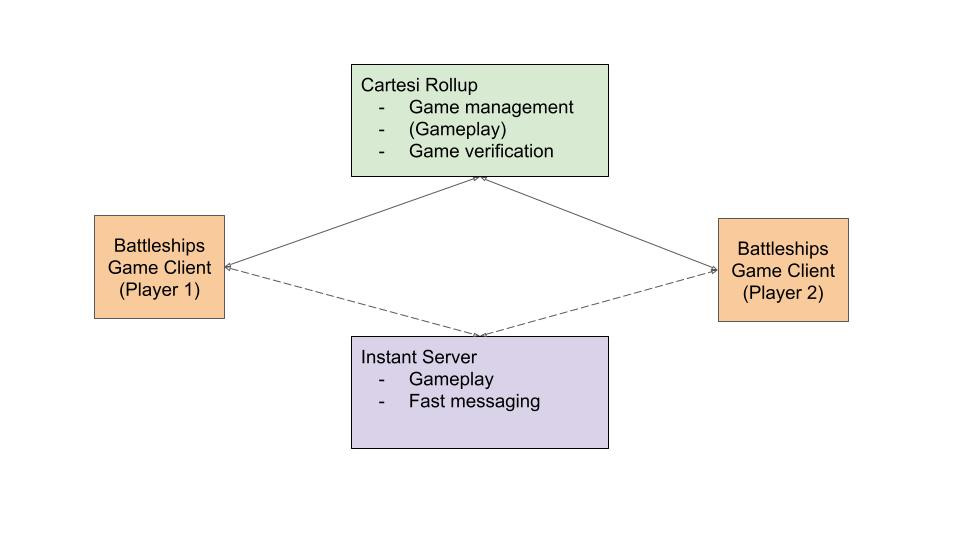 Cartesi Rollup
- Game management
- (Gameplay)
- Game verification
Battleships
Game Client
(Player 1)
Battleships
Game Client
(Player 2)
Instant Server
- Gameplay
- Fast messaging